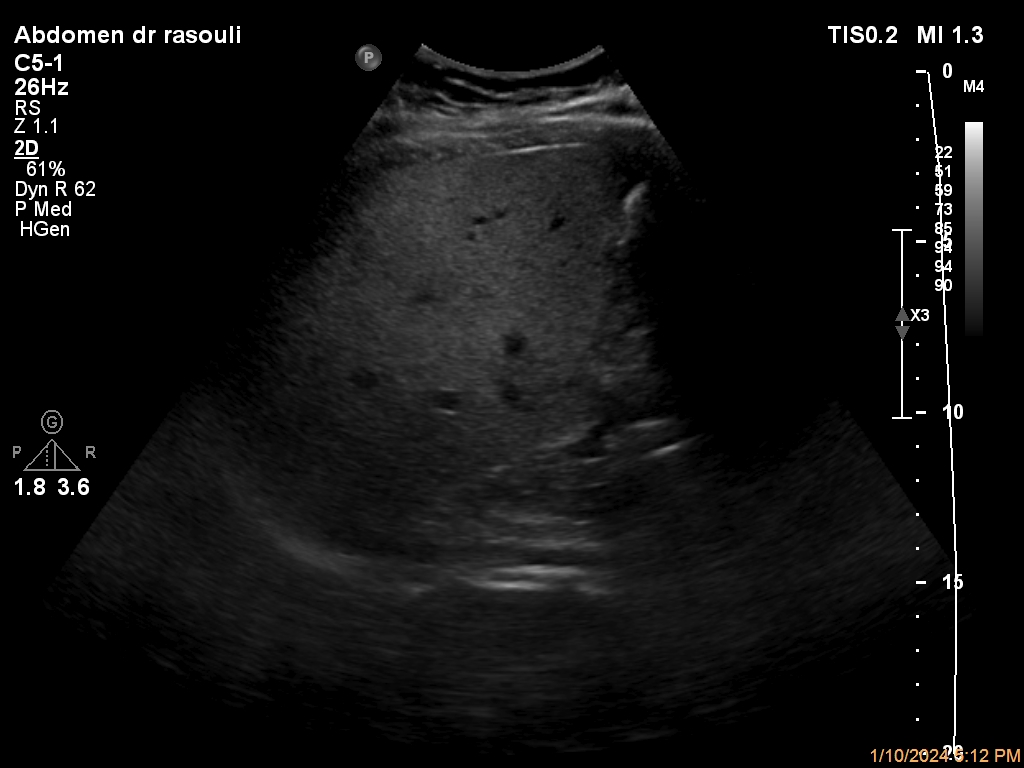 Abdomen dr rasouli
TIS0.2 MI 1.3
C5-1
26Hz
RS
Z 1.1
2D
61%
Dyn R 62
P Med
HGen
P
0
M4
22
51
59
73
85
5
94
94
90
X3
10
G
P R
1.8 3.6
15
1/10/2024
:12 PM